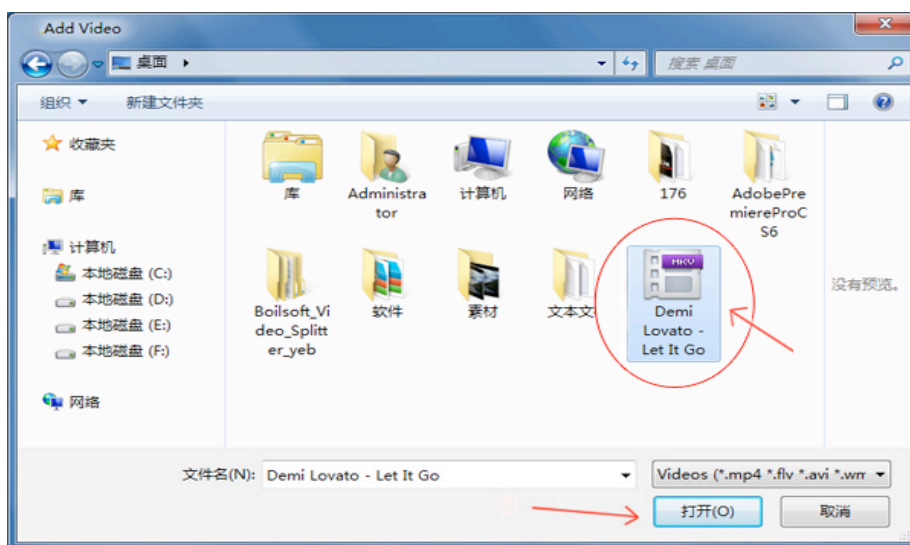 Add Video
桌面
搜索 桌面
组织
新建文件夹
收藏夹
库
计算机
本地磁盘 (C:)
本地磁盘 (D:)
本地磁盘 (E:)
本地磁盘 (F:)
网络
库
Administra
tor
计算机
网络
176
AdobePre
miereProC
S6
Boilsoft_Vi
deo_Splitt
er_yeb
软件
素材
文本文
MKV
Demi
Lovato -
Let It Go
没有预览。
文件名(N):
Demi Lovato - Let It Go
Videos (*.mp4 *.flv *.avi *.wm
打开(O)
取消